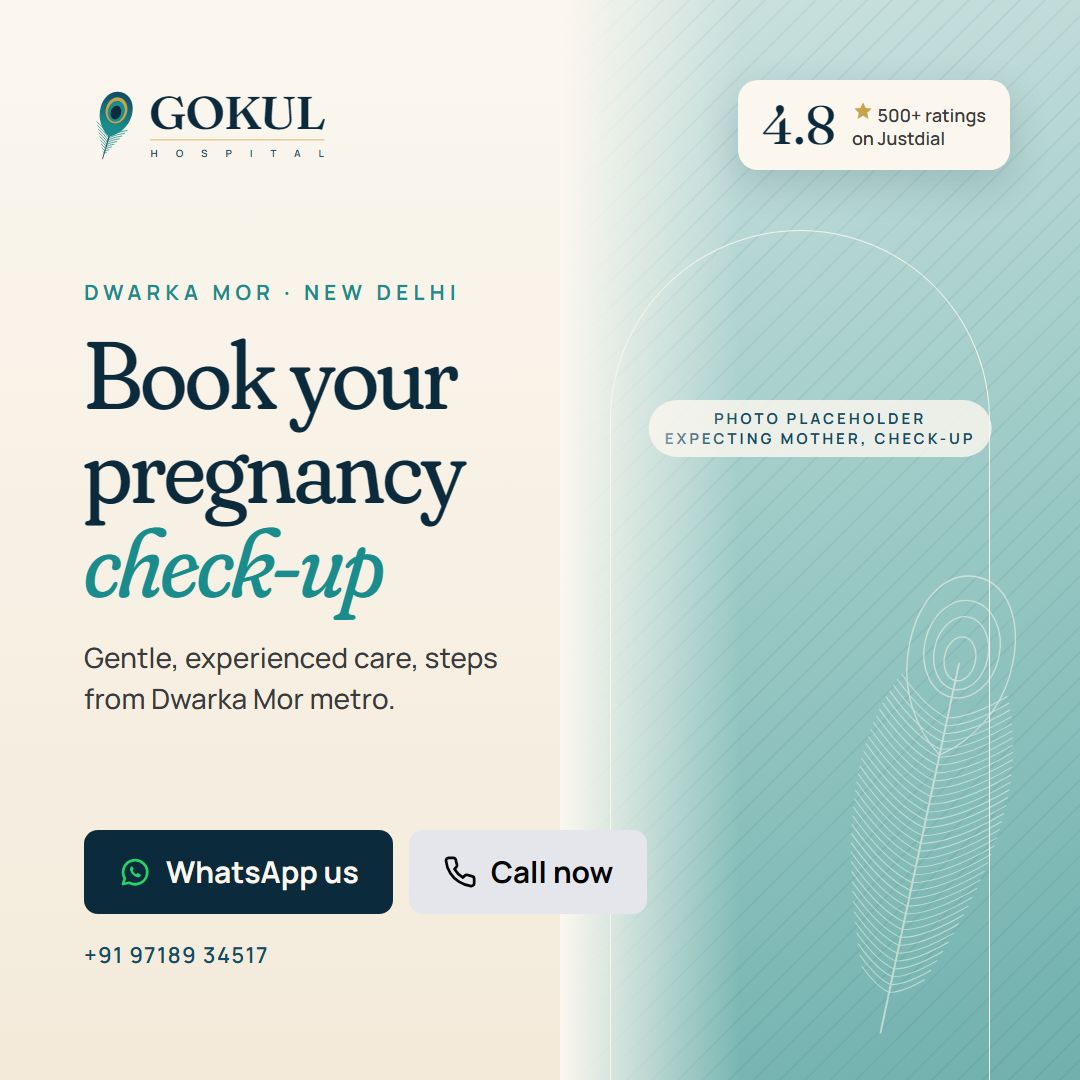 GOKUL
HOSPITAL
4.8
500+ ratings
on Justdial
DWARKA MOR · NEW DELHI
Book your
pregnancy
check-up
Gentle, experienced care, steps
from Dwarka Mor metro.
PHOTO PLACEHOLDER
EXPECTING MOTHER, CHECK-UP
WhatsApp us
Call now
+91 97189 34517